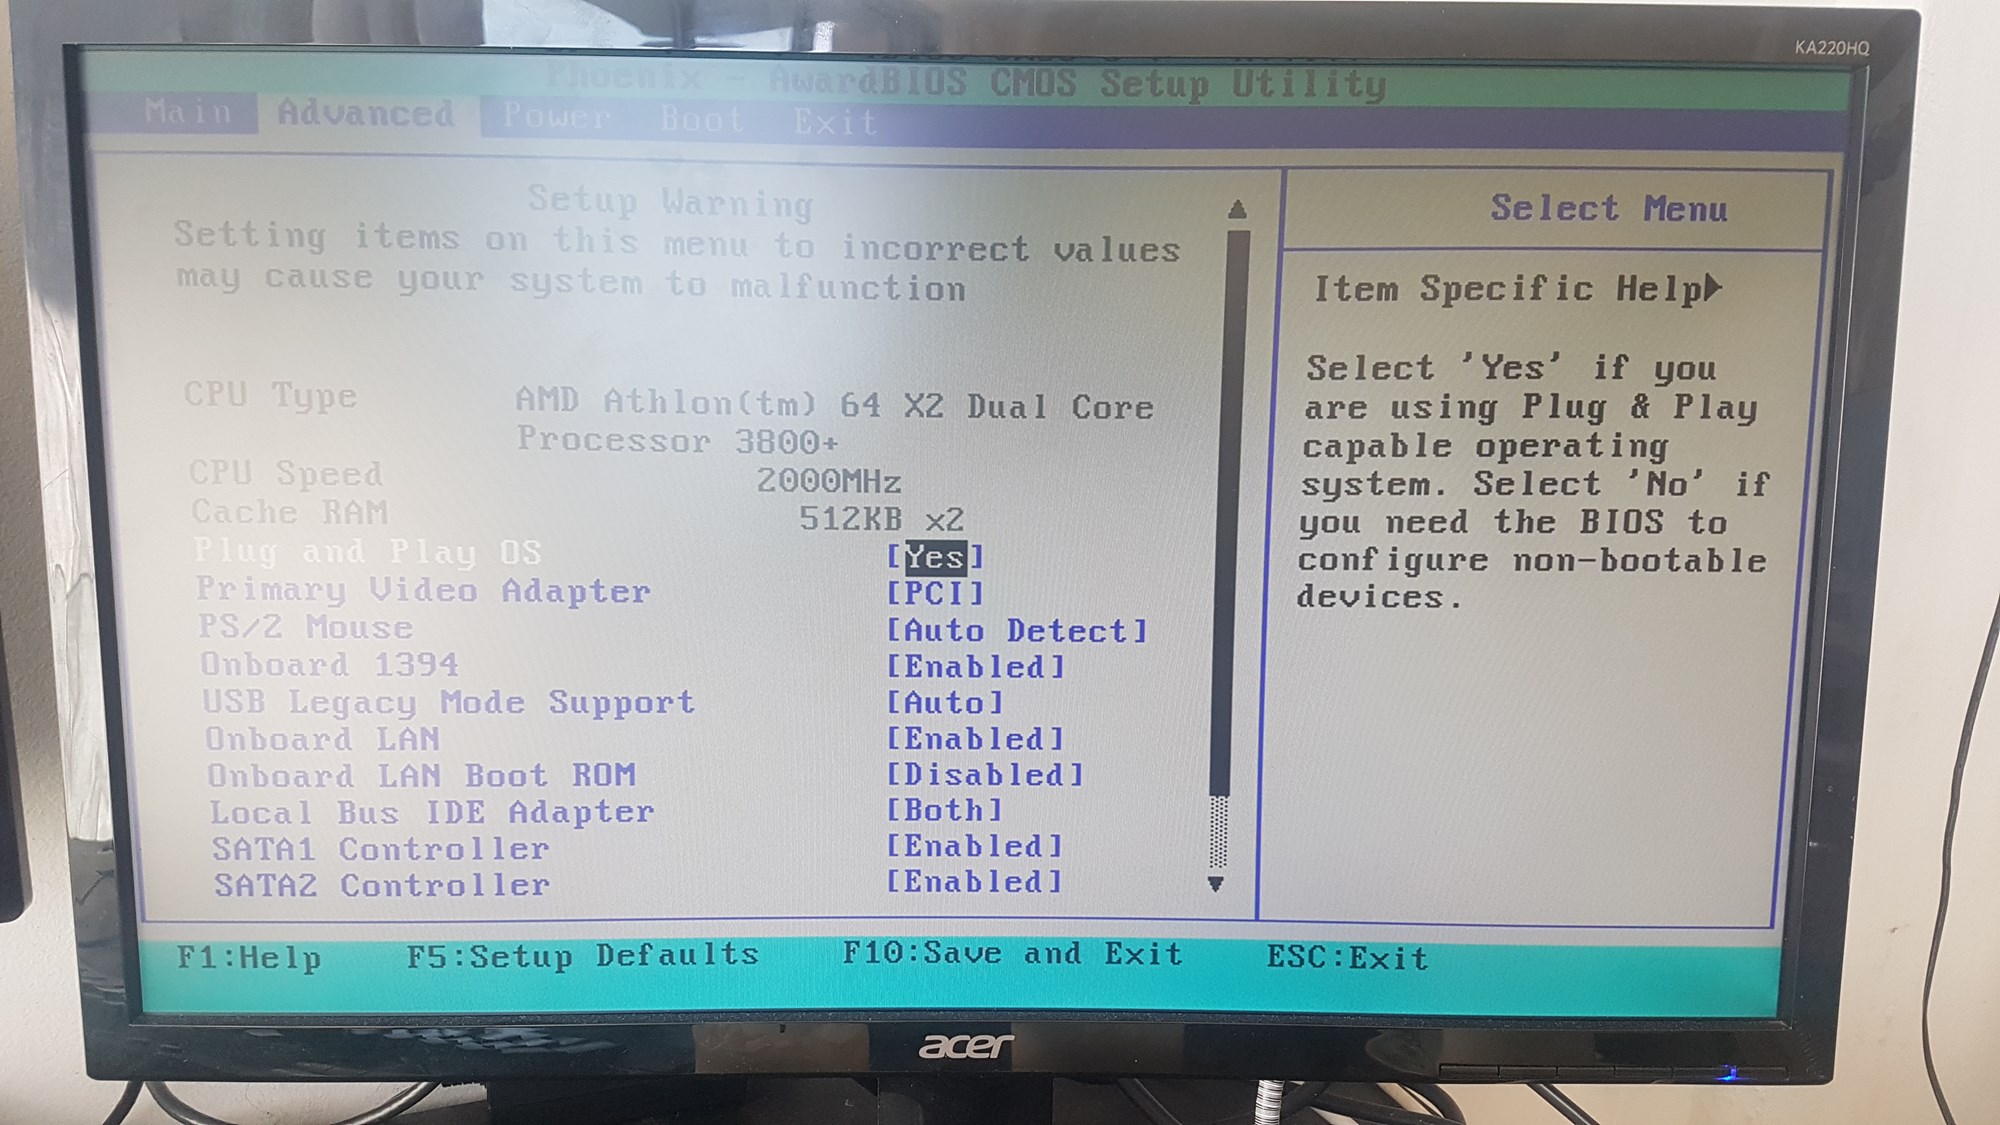 KA220HQ
Phoenix - AwardBIOS CMOS Setup Utility
Main Advanced Power Boot Exit
Setup Warning
Setting items on this menu to incorrect values
may cause your system to malfunction
CPU Type AMD Athlon(tm) 64 X2 Dual Core
Processor 3800+
CPU Speed 2000MHz
Cache RAM 512KB x2
Plug and Play OS [Yes]
Primary Video Adapter [PCI]
PS/2 Mouse [Auto Detect]
Onboard 1394 [Enabled]
USB Legacy Mode Support [Auto]
Onboard LAN [Enabled]
Onboard LAN Boot ROM [Disabled]
Local Bus IDE Adapter [Both]
SATA1 Controller [Enabled]
SATA2 Controller [Enabled]
Select Menu
Item Specific Help▶
Select 'Yes' if you
are using Plug & Play
capable operating
system. Select 'No' if
you need the BIOS to
configure non-bootable
devices.
F1:Help F5:Setup Defaults F10:Save and Exit ESC:Exit
acer